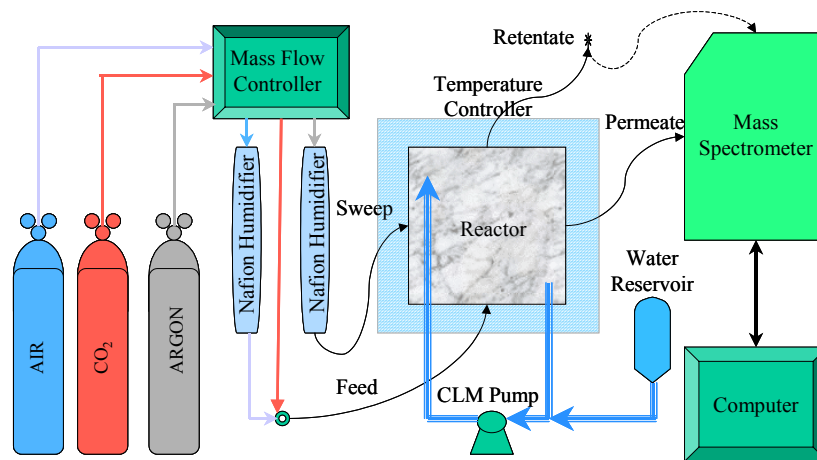 Retentate
Mass Flow
Controller
Temperature
Controller
Permeate
Mass
Spectrometer
Nafion Humidifier
Nafion Humidifier
Sweep
Reactor
Water
Reservoir
AIR
CO₂
ARGON
Feed
CLM Pump
Computer